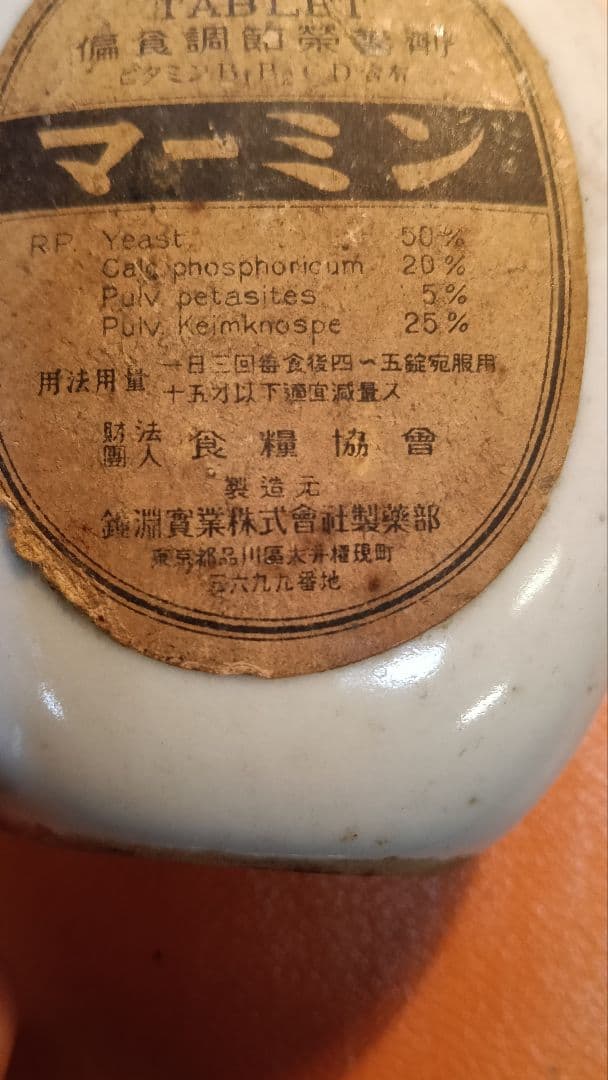 TABLET
偏食調節榮養
ビタミンB1B2CD含有
マーミン
R.P. Yeast 50%
Calc phosphoricum 20%
Pulv. petasites 5%
Pulv. Keimknospe 25%
用法用量 一日三回每食後四〜五錠宛服用
十五才以下適宜減量ス
財團法人 食糧協會
製造元
鐘淵實業株式會社製藥部
東京都品川區大井權現町
六九九番地